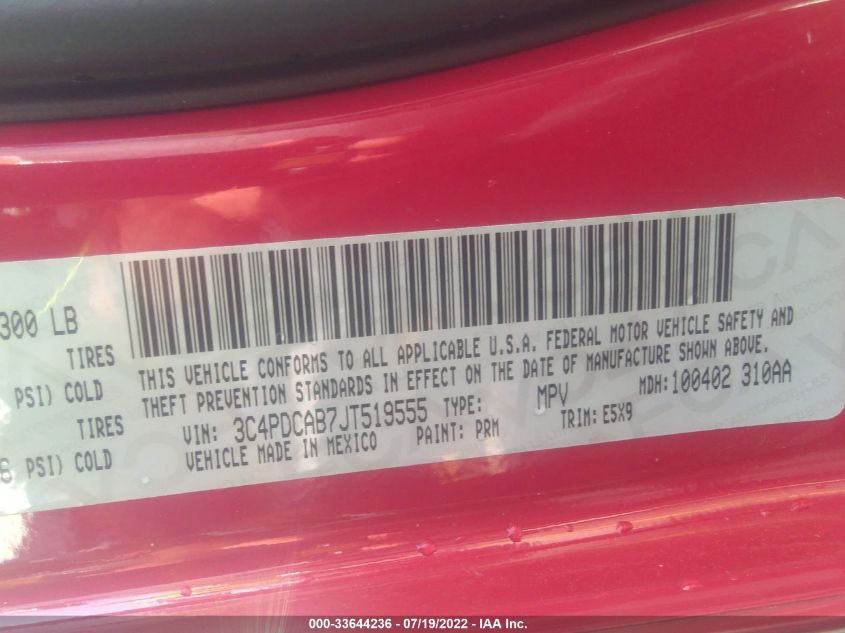 300 LB
TIRES
PSI) COLD
TIRES
PSI) COLD
THIS VEHICLE CONFORMS TO ALL APPLICABLE U.S.A. FEDERAL MOTOR VEHICLE SAFETY AND
THEFT PREVENTION STANDARDS IN EFFECT ON THE DATE OF MANUFACTURE SHOWN ABOVE.
VIN: 3C4PDCAB7JT519555 TYPE: MPV MDH:100402 310AA
VEHICLE MADE IN MEXICO PAINT: PRM TRIM: E5X9
000-33644236 - 07/19/2022 - IAA Inc.